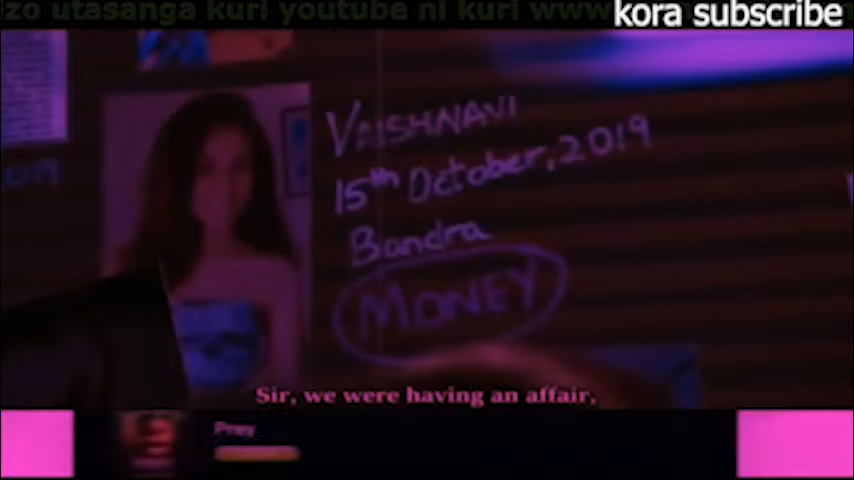 izo utasanga kuri youtube ni kuri www
kora subscribe
VAISHNAVI
15th October, 2019
Bandra
MONEY
Sir, we were having an affair,
Prey